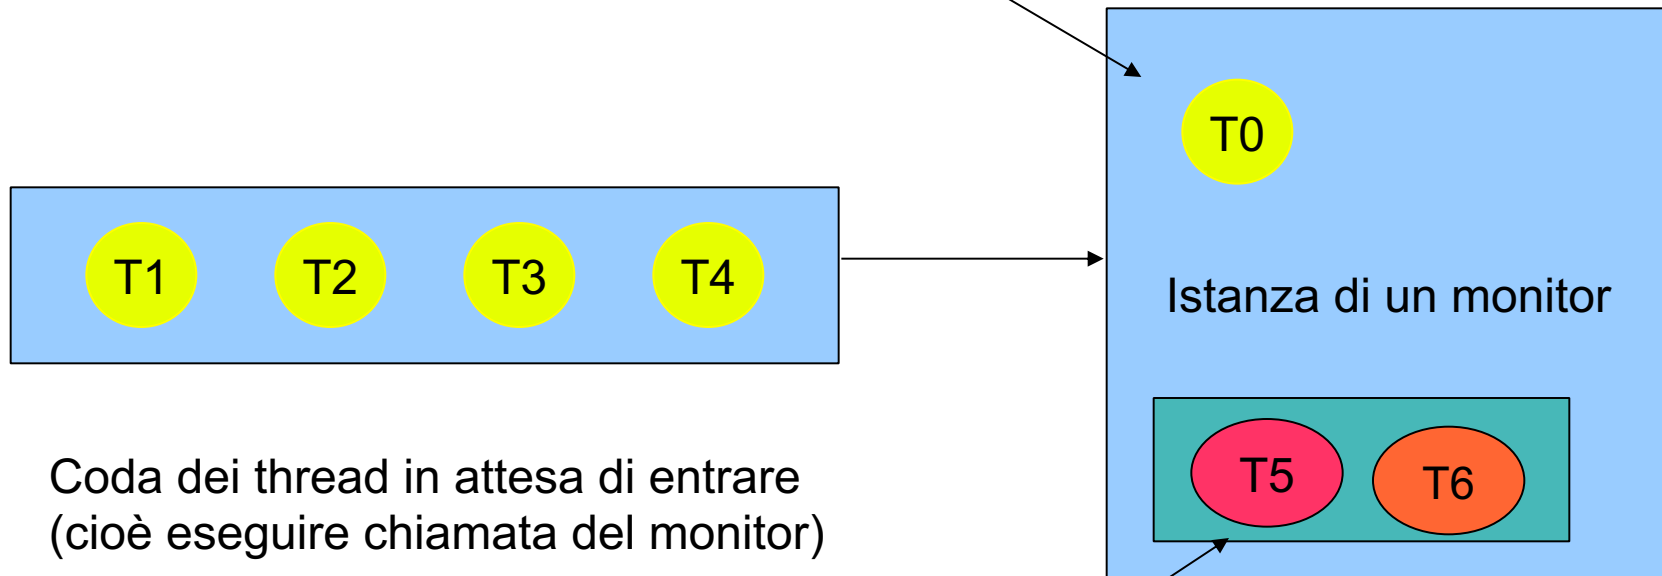 T0
T1 T2 T3 T4
Istanza di un monitor
Coda dei thread in attesa di entrare
(cioè eseguire chiamata del monitor)
T5 T6